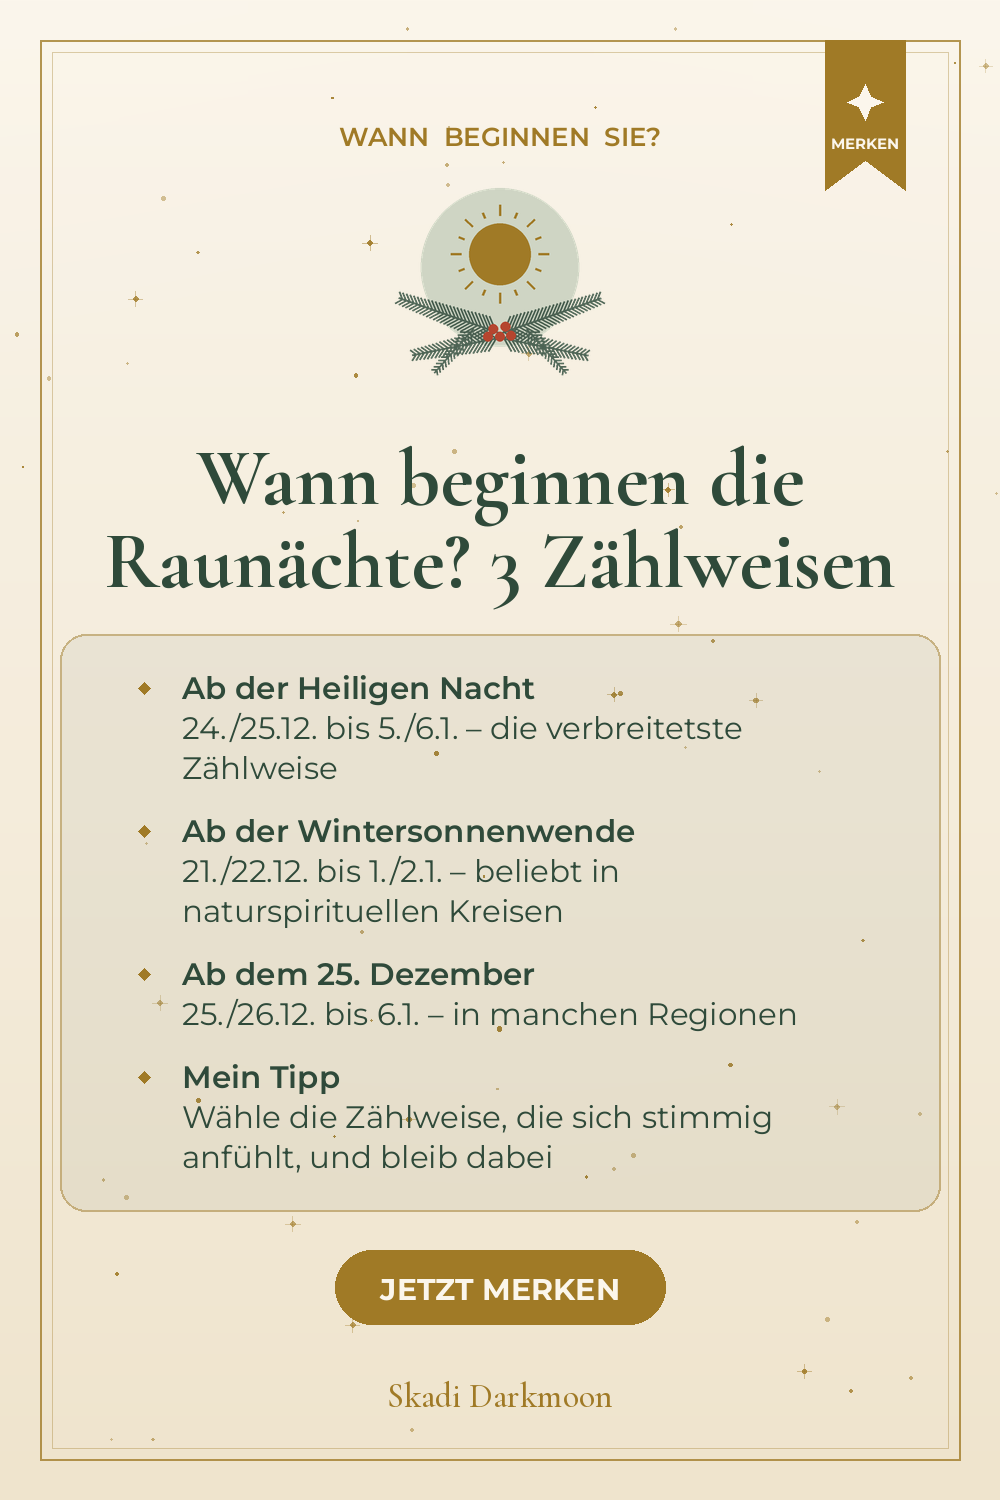 WANN BEGINNEN SIE?
MERKEN
Wann beginnen die
Raunächte? 3 Zählweisen
Ab der Heiligen Nacht
24./25.12. bis 5./6.1. – die verbreitetste
Zählweise
Ab der Wintersonnenwende
21./22.12. bis 1./2.1. – beliebt in
naturspirituellen Kreisen
Ab dem 25. Dezember
25./26.12. bis 6.1. – in manchen Regionen
Mein Tipp
Wähle die Zählweise, die sich stimmig
anfühlt, und bleib dabei
JETZT MERKEN
Skadi Darkmoon